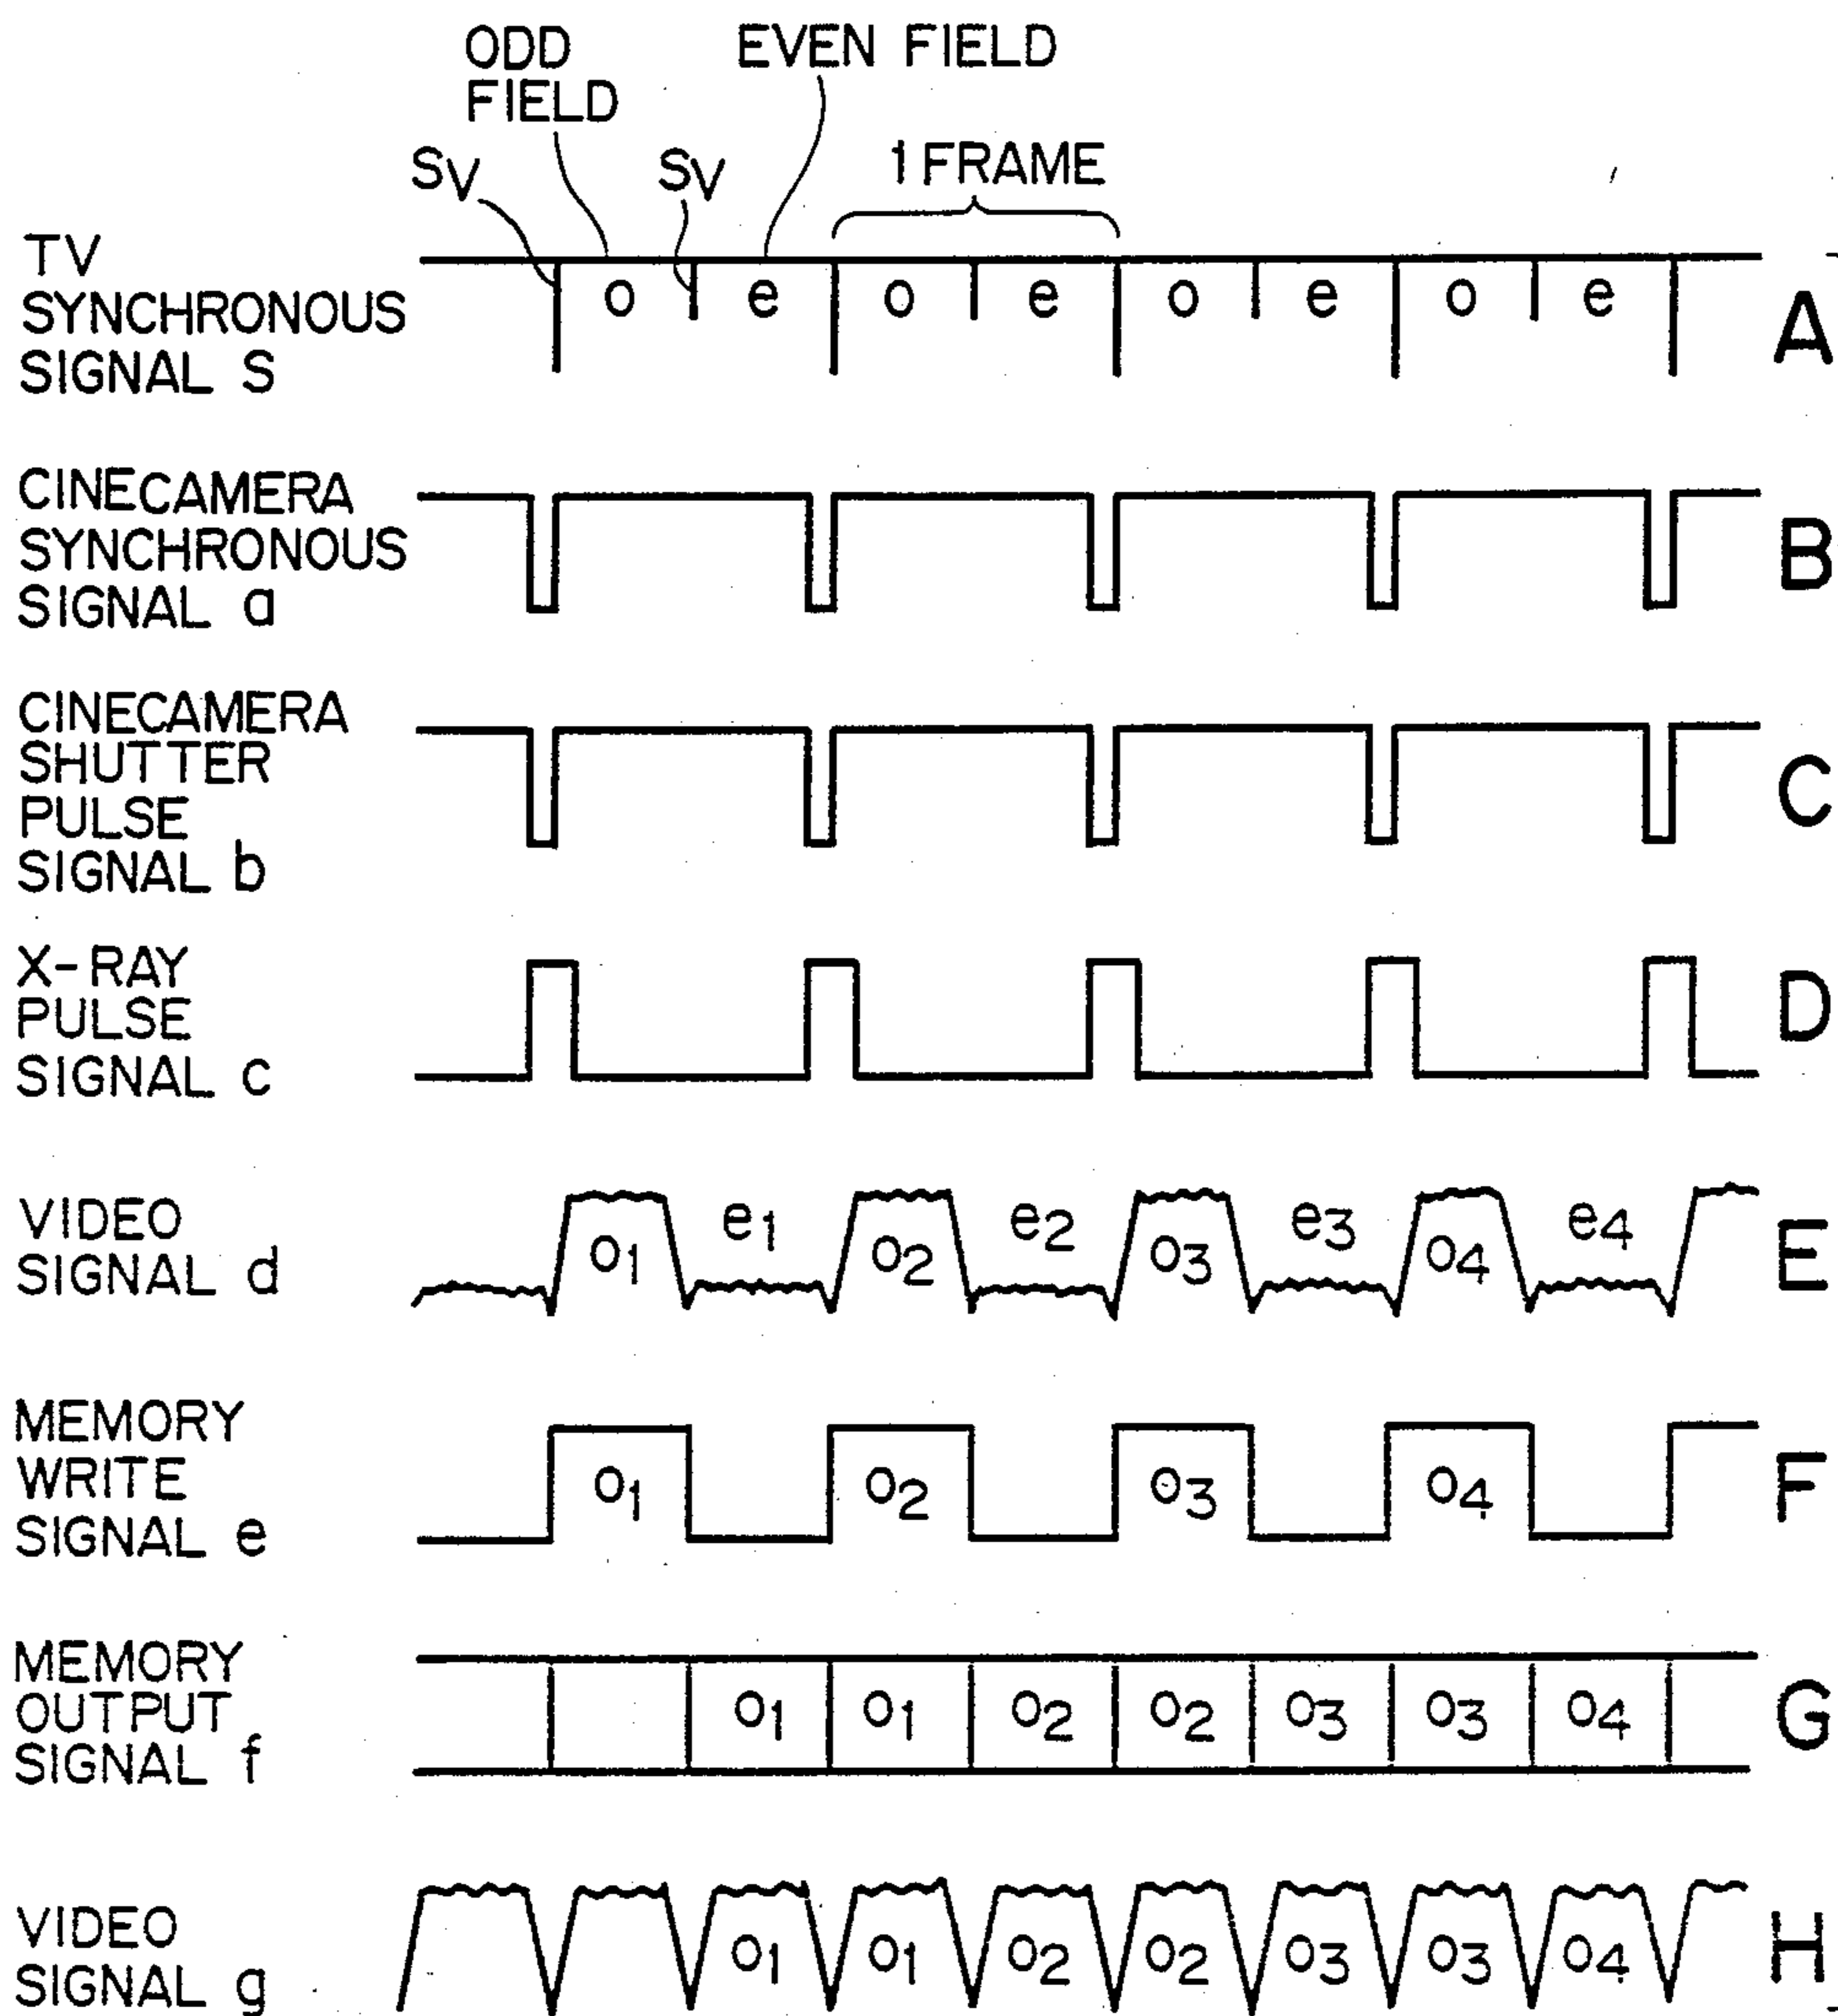 ODD
FIELD
EVEN FIELD
SV
SV
1 FRAME
TV
SYNCHRONOUS
SIGNAL S
o e o e o e o e
A
CINECAMERA
SYNCHRONOUS
SIGNAL a
B
CINECAMERA
SHUTTER
PULSE
SIGNAL b
C
X-RAY
PULSE
SIGNAL c
D
VIDEO
SIGNAL d
o1 e1 o2 e2 o3 e3 o4 e4
E
MEMORY
WRITE
SIGNAL e
o1 o2 o3 o4
F
MEMORY
OUTPUT
SIGNAL f
o1 o1 o2 o2 o3 o3 o4
G
VIDEO
SIGNAL g
o1 o1 o2 o2 o3 o3 o4
H